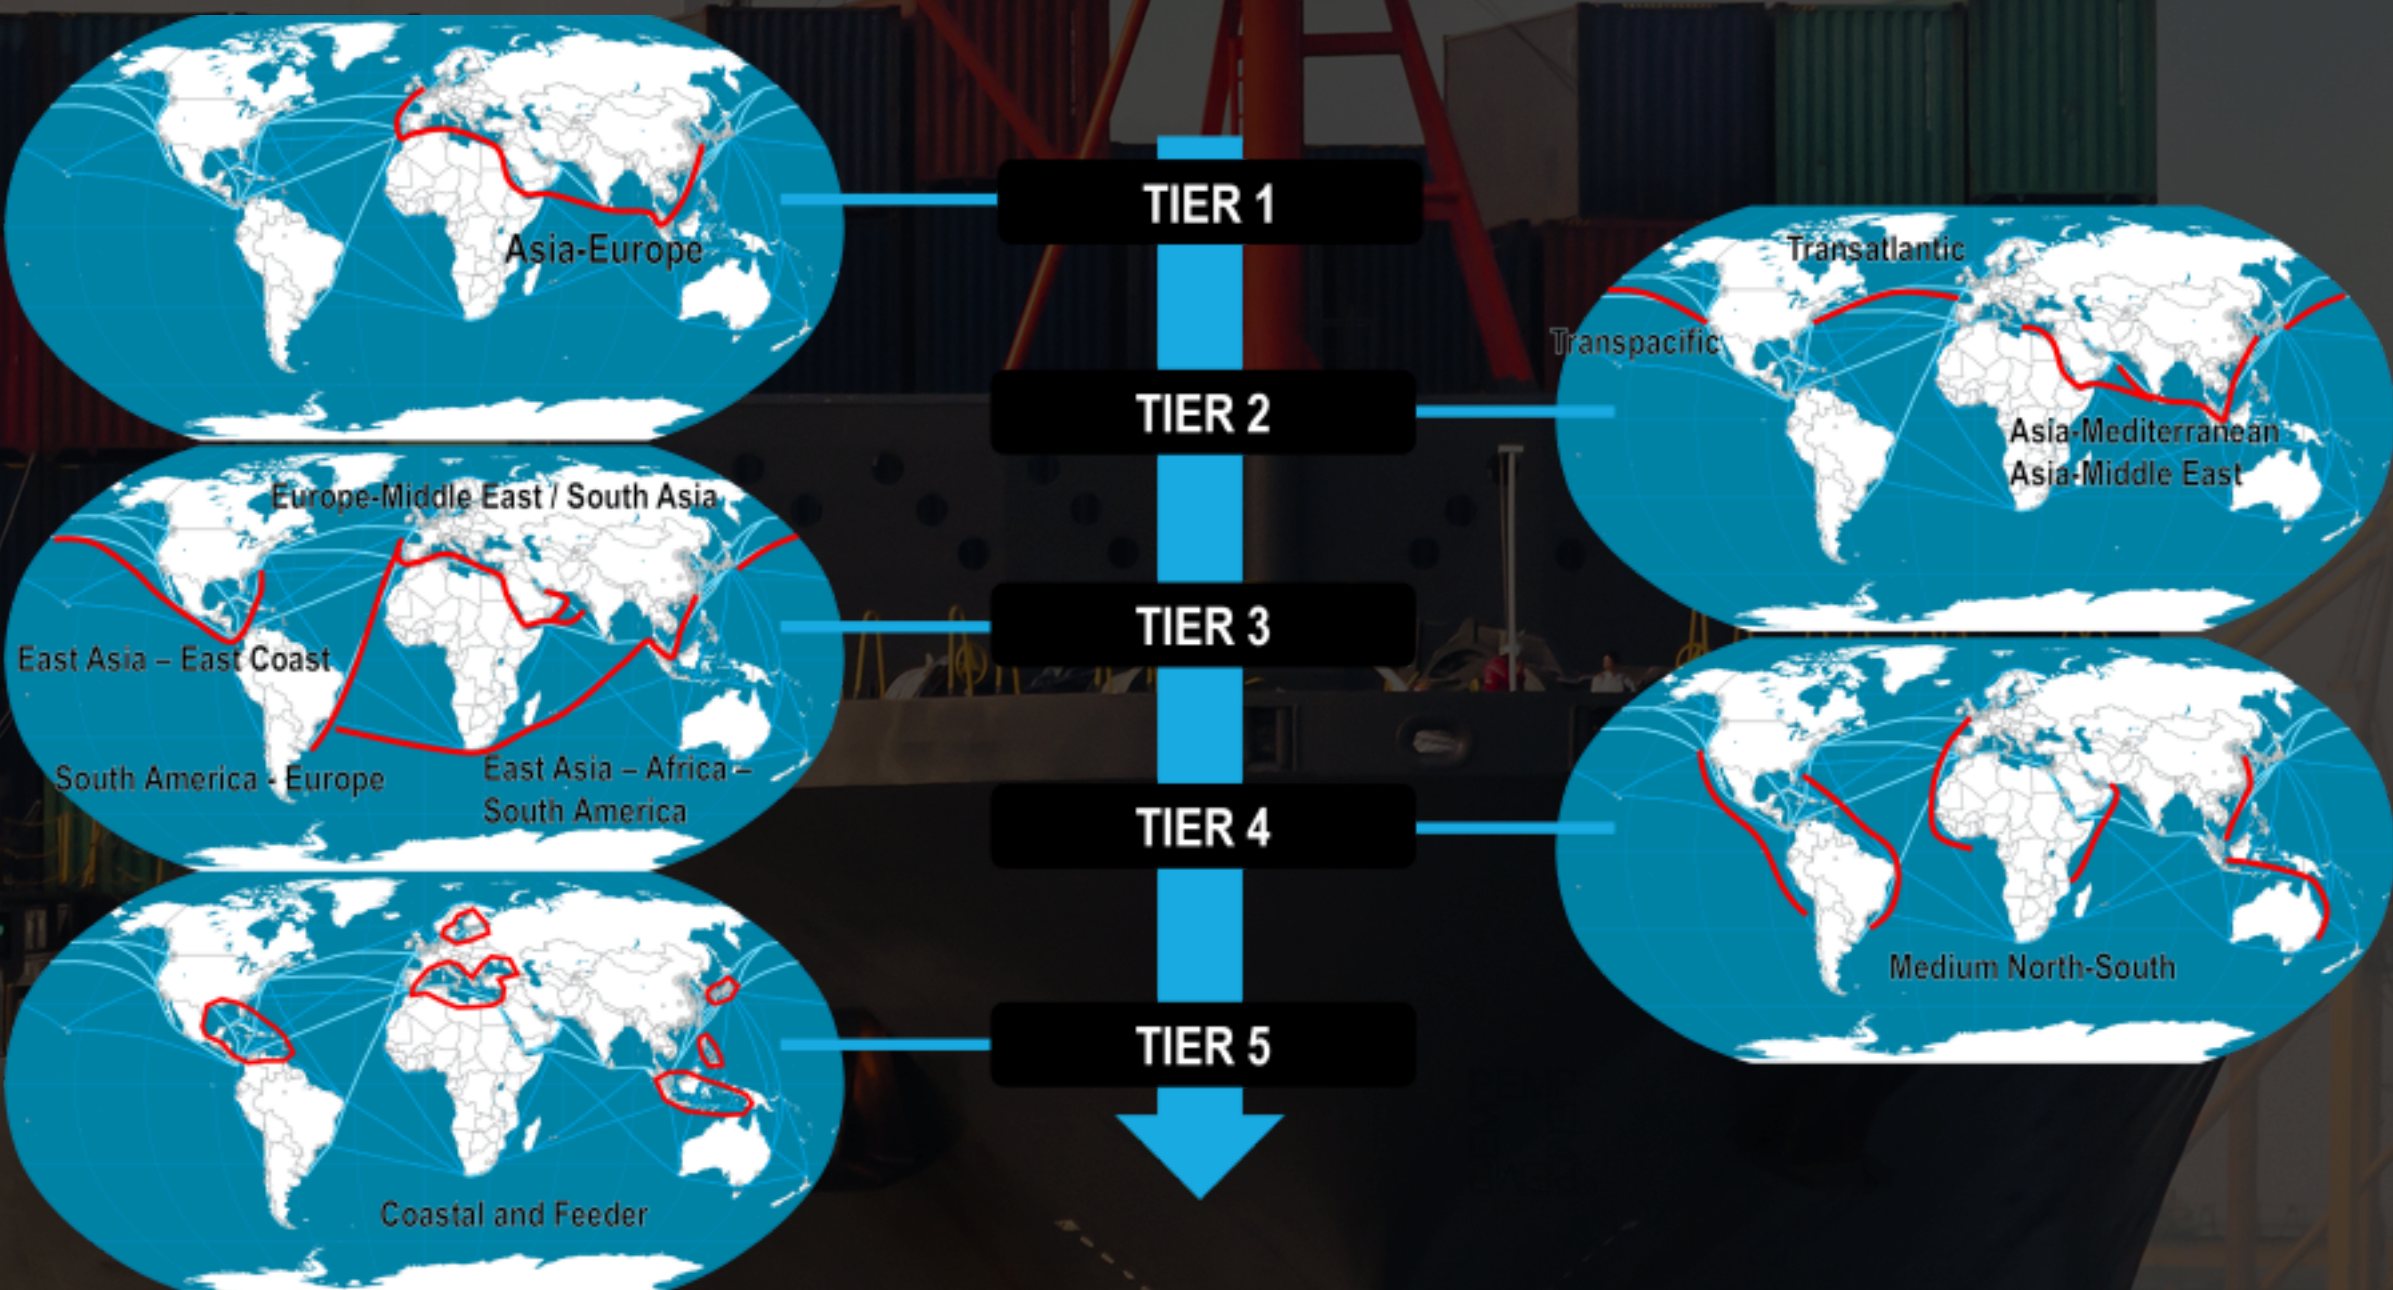 Asia-Europe
TIER 1
Transatlantic
Transpacific
Asia-Mediterranean
Asia-Middle East
TIER 2
Europe-Middle East / South Asia
East Asia – East Coast
South America - Europe
East Asia – Africa –
South America
TIER 3
TIER 4
Medium North-South
TIER 5
Coastal and Feeder